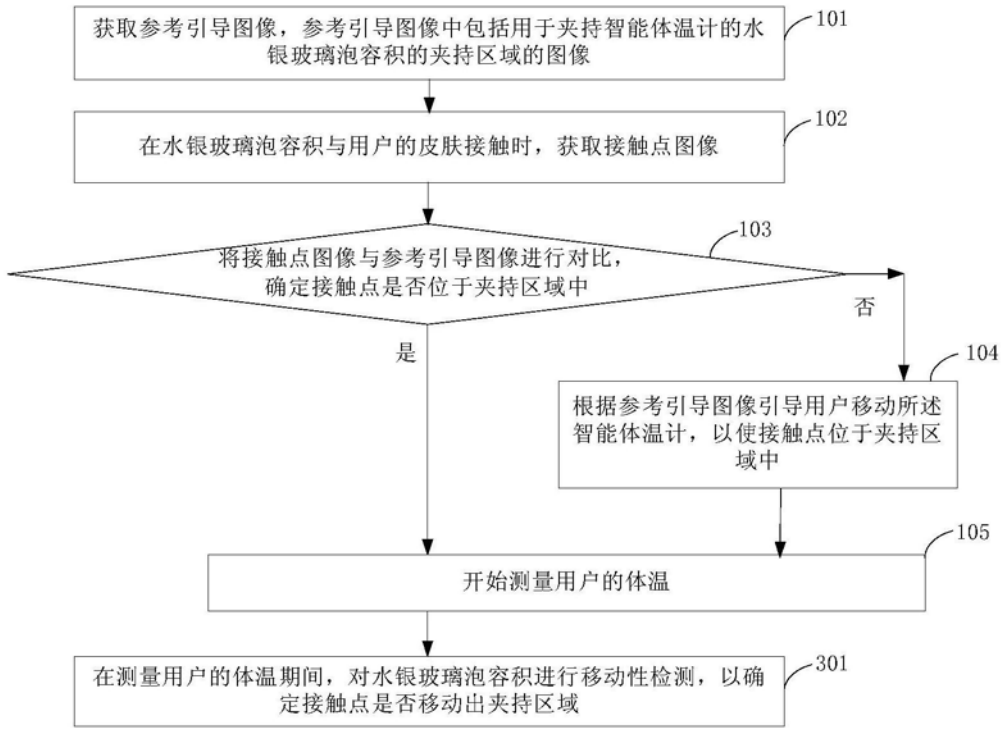 获取参考引导图像，参考引导图像中包括用于夹持智能体温计的水
银玻璃泡容积的夹持区域的图像
101
在水银玻璃泡容积与用户的皮肤接触时，获取接触点图像
102
将接触点图像与参考引导图像进行对比，
确定接触点是否位于夹持区域中
103
否
是
104
根据参考引导图像引导用户移动所述
智能体温计，以使接触点位于夹持区
域中
105
开始测量用户的体温
在测量用户的体温期间，对水银玻璃泡容积进行移动性检测，以确
定接触点是否移动出夹持区域
301